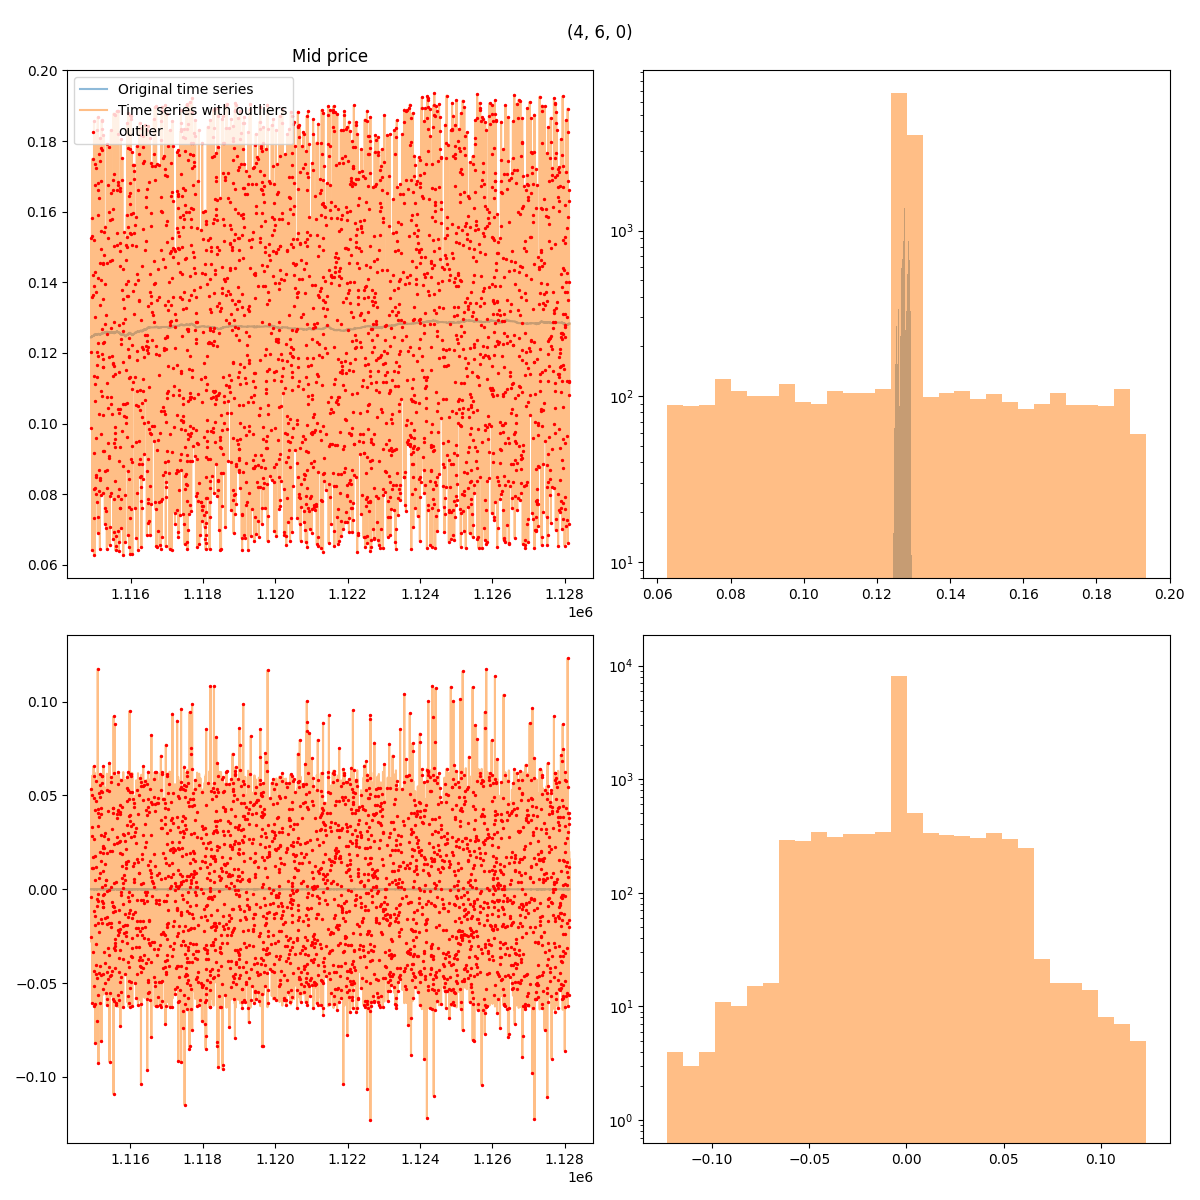 (4, 6, 0)
Mid price
Original time series
Time series with outliers
outlier
0.20
0.18
0.16
0.14
0.12
0.10
0.08
0.06
1.116 1.118 1.120 1.122 1.124 1.126 1.128
1e6
10³
10²
10¹
0.06 0.08 0.10 0.12 0.14 0.16 0.18 0.20
0.10
0.05
0.00
−0.05
−0.10
1.116 1.118 1.120 1.122 1.124 1.126 1.128
1e6
10⁴
10³
10²
10¹
10⁰
−0.10 −0.05 0.00 0.05 0.10